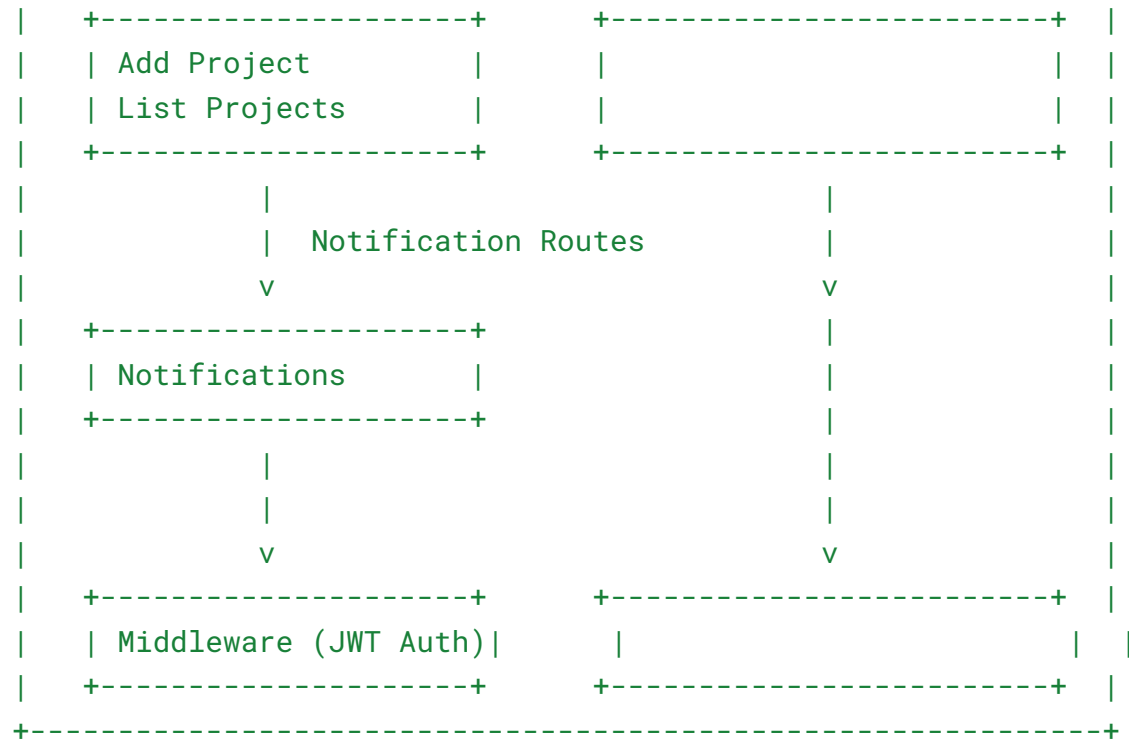 |   +---------------------+      +--------------------------+  |
|   | Add Project         |      |                          |  |
|   | List Projects       |      |                          |  |
|   +---------------------+      +--------------------------+  |
|             |                                |               |
|             |  Notification Routes           |               |
|             v                                v               |
|   +---------------------+                    |               |
|   | Notifications       |                    |               |
|   +---------------------+                    |               |
|             |                                |               |
|             |                                |               |
|             v                                v               |
|   +---------------------+      +--------------------------+  |
|   | Middleware (JWT Auth)|      |                          |  |
|   +---------------------+      +--------------------------+  |
+--------------------------------------------------------------+